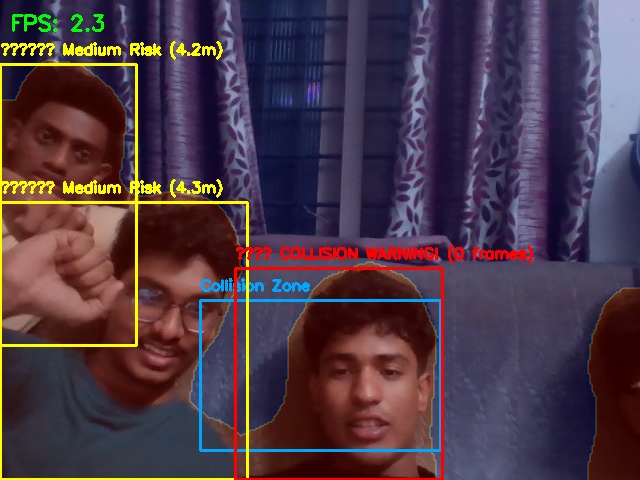 FPS: 2.3
?????? Medium Risk (4.2m)
?????? Medium Risk (4.3m)
???? COLLISION WARNING! (0 frames)
Collision Zone